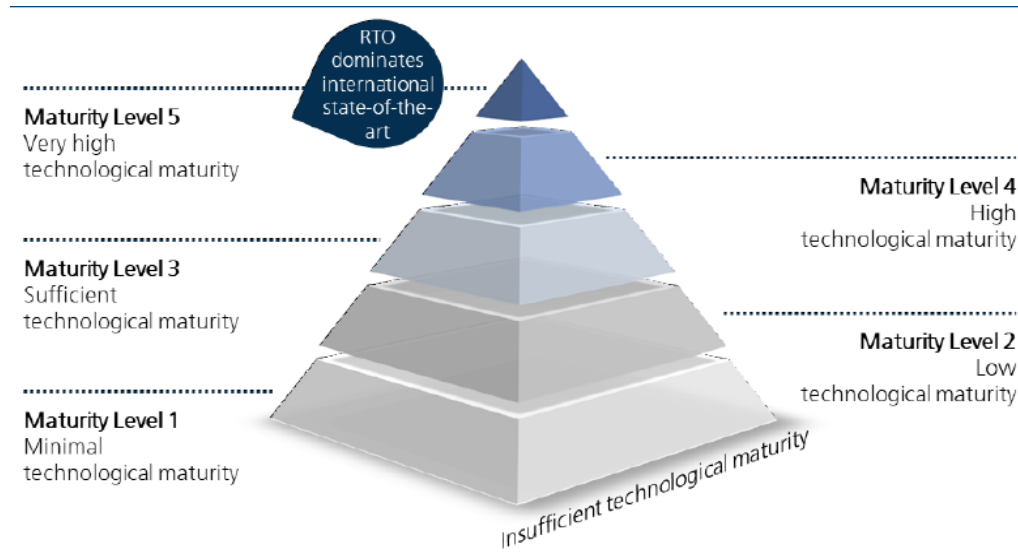 RTO
dominates
international
state-of-the-
art
Maturity Level 5
Very high
technological maturity
Maturity Level 4
High
technological maturity
Maturity Level 3
Sufficient
technological maturity
Maturity Level 2
Low
technological maturity
Maturity Level 1
Minimal
technological maturity
Insufficient technological maturity